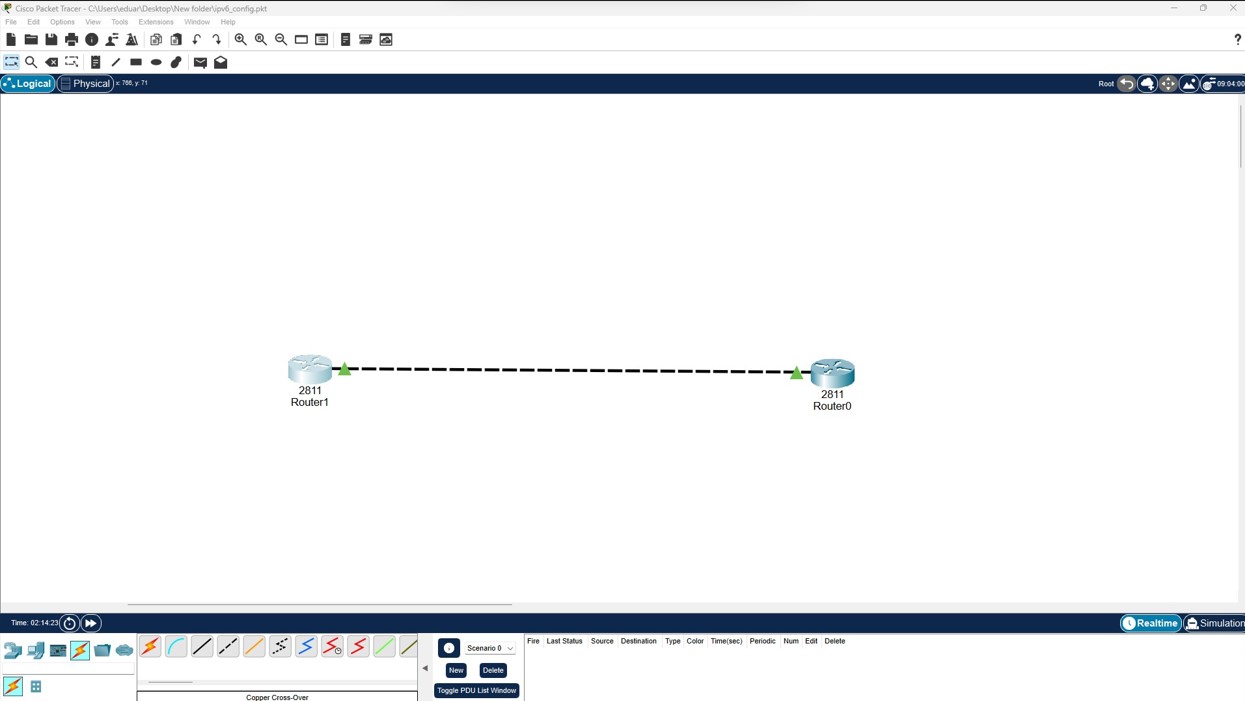 Cisco Packet Tracer - C:\Users\eduar\Desktop\New folder\ipv6_config.pkt
File Edit Options View Tools Extensions Window Help
?
Logical Physical x: 786, y: 71 Root 09:04:00
2811
Router1
2811
Router0
Time: 02:14:23 Realtime Simulation
Scenario 0 Fire Last Status Source Destination Type Color Time(sec) Periodic Num Edit Delete
New Delete
Toggle PDU List Window
Copper Cross-Over